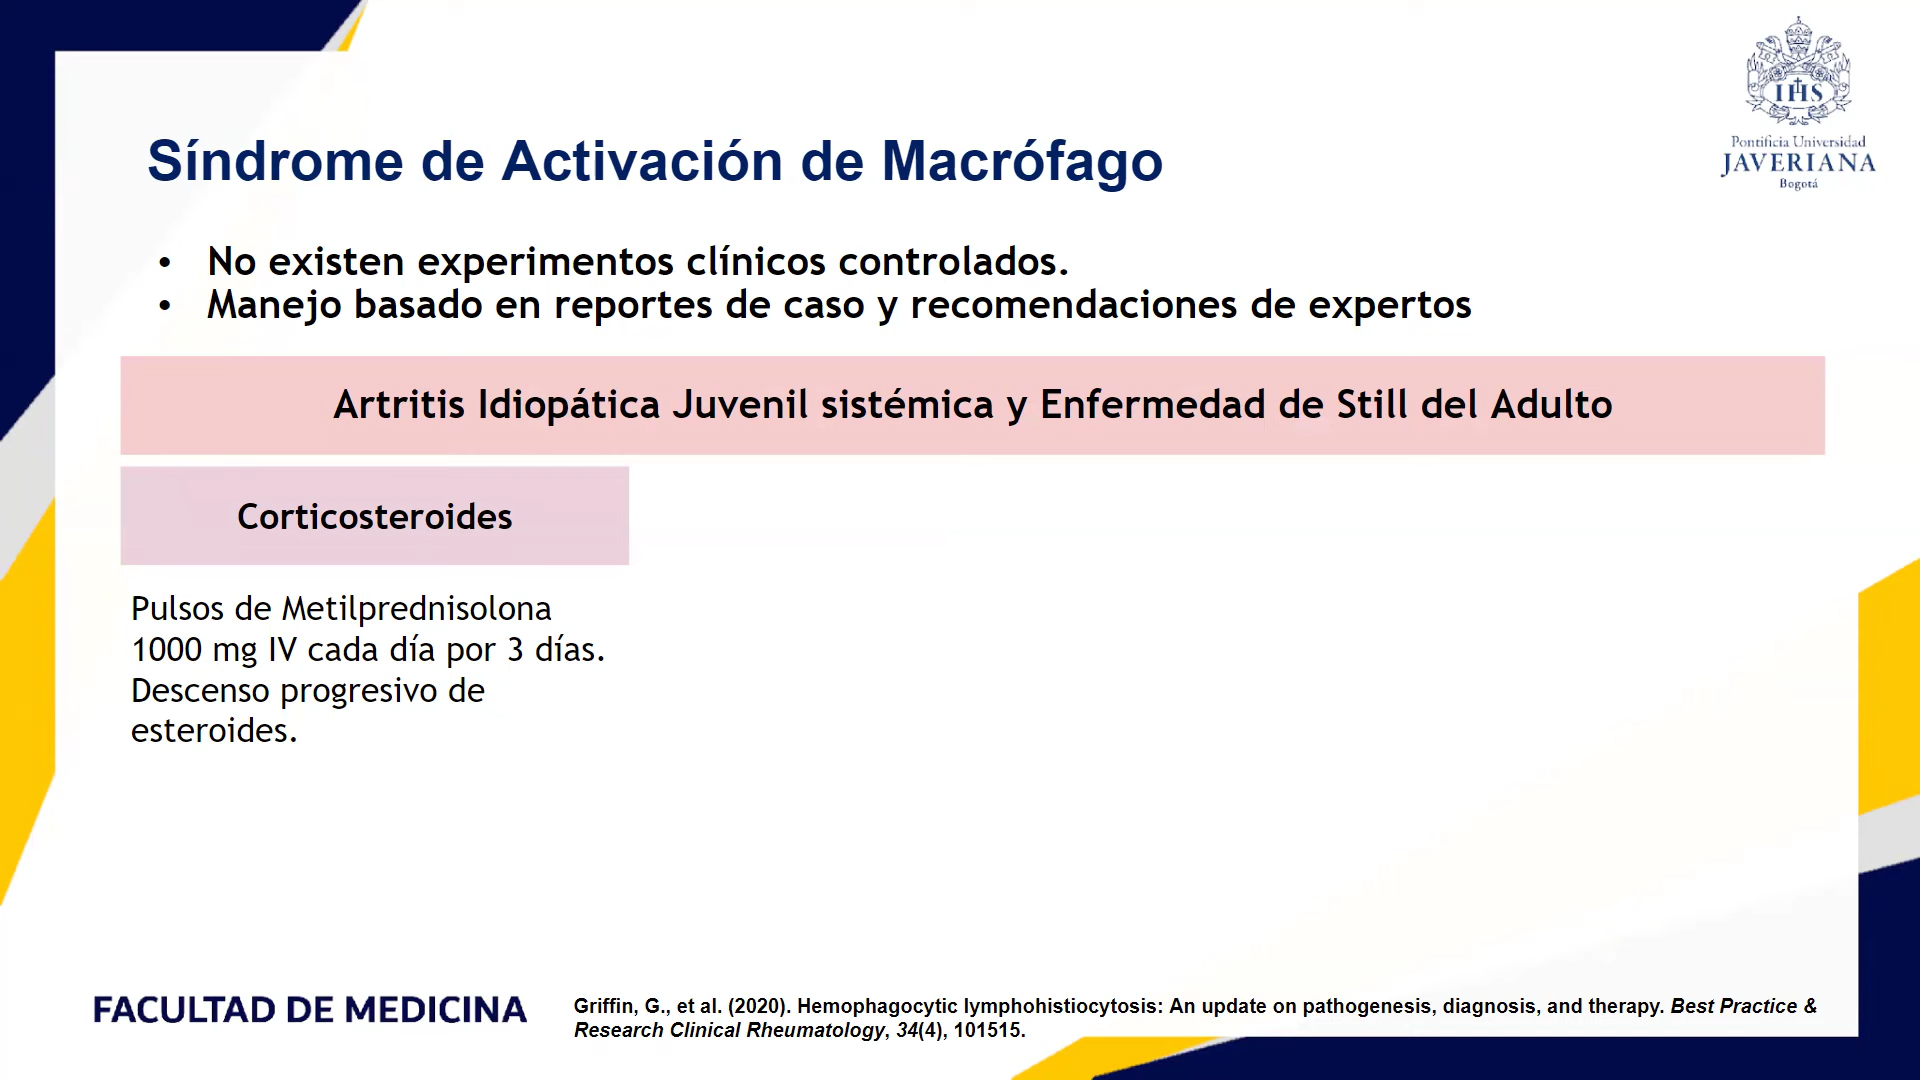 IHS
Pontificia Universidad
JAVERIANA
Bogotá
Síndrome de Activación de Macrófago
• No existen experimentos clínicos controlados.
• Manejo basado en reportes de caso y recomendaciones de expertos
Artritis Idiopática Juvenil sistémica y Enfermedad de Still del Adulto
Corticosteroides
Pulsos de Metilprednisolona
1000 mg IV cada día por 3 días.
Descenso progresivo de
esteroides.
FACULTAD DE MEDICINA
Griffin, G., et al. (2020). Hemophagocytic lymphohistiocytosis: An update on pathogenesis, diagnosis, and therapy. Best Practice &
Research Clinical Rheumatology, 34(4), 101515.